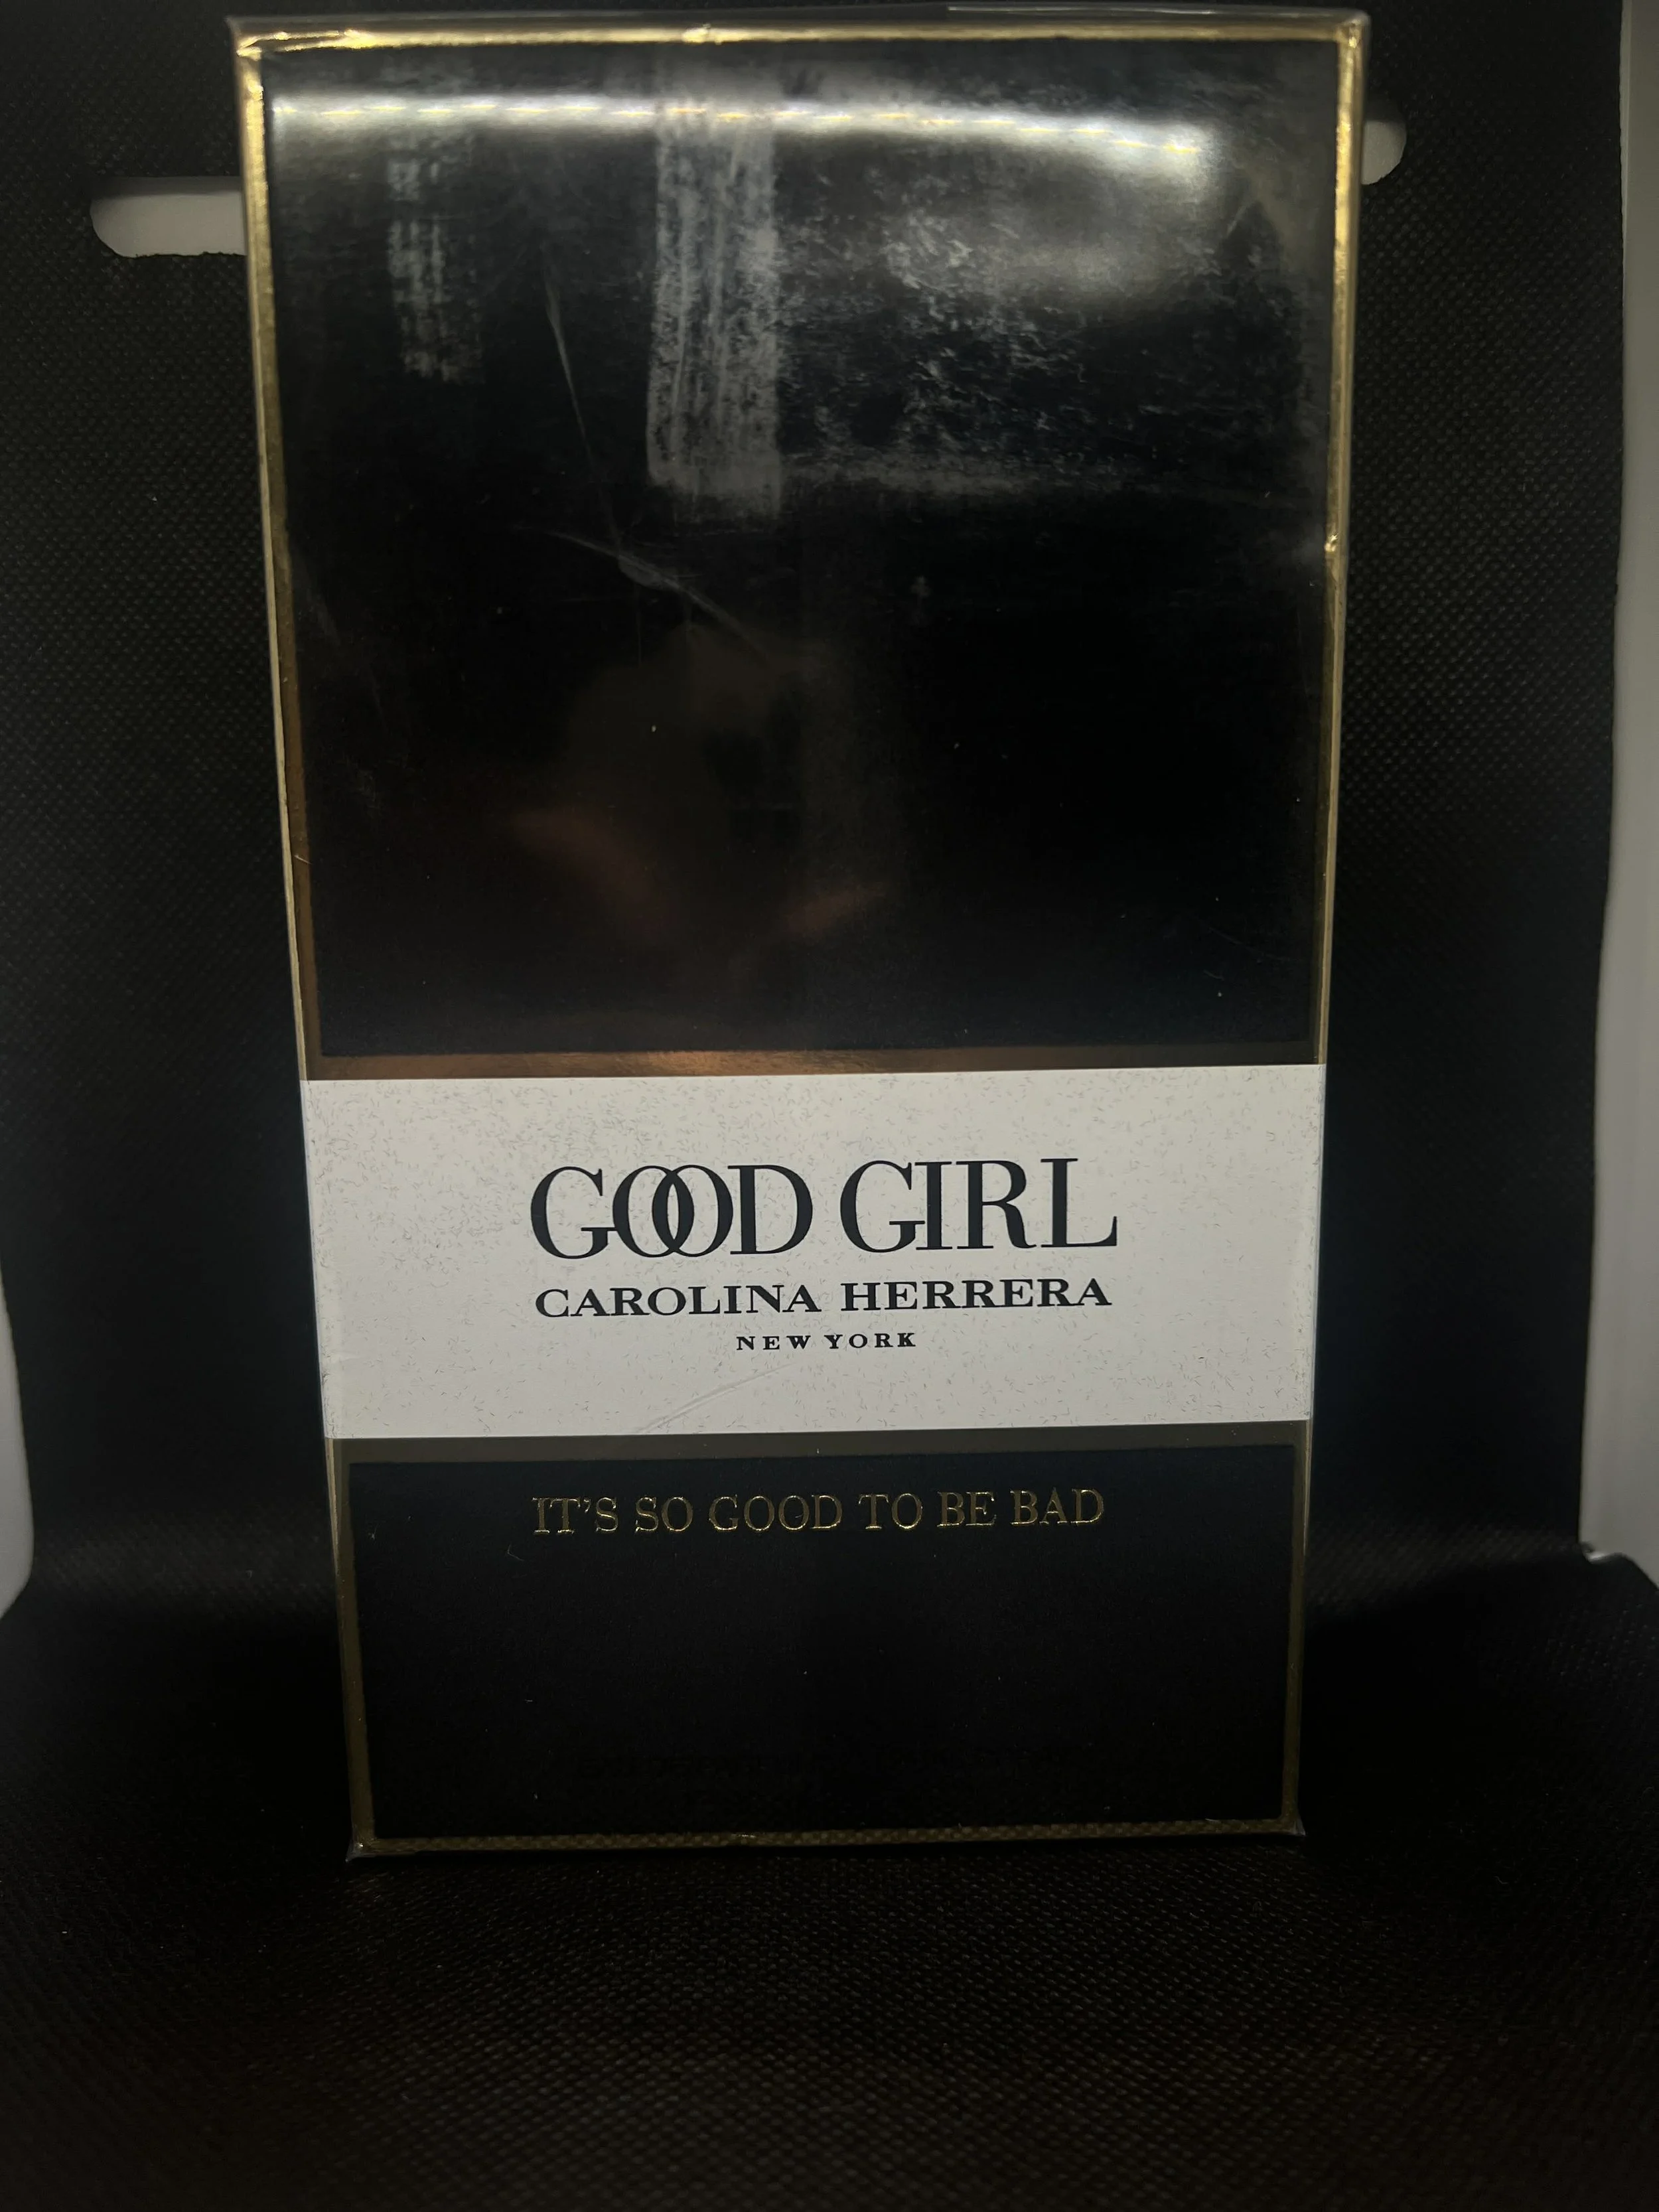 GOOD GIRL
CAROLINA HERRERA
NEW YORK
IT'S SO GOOD TO BE BAD